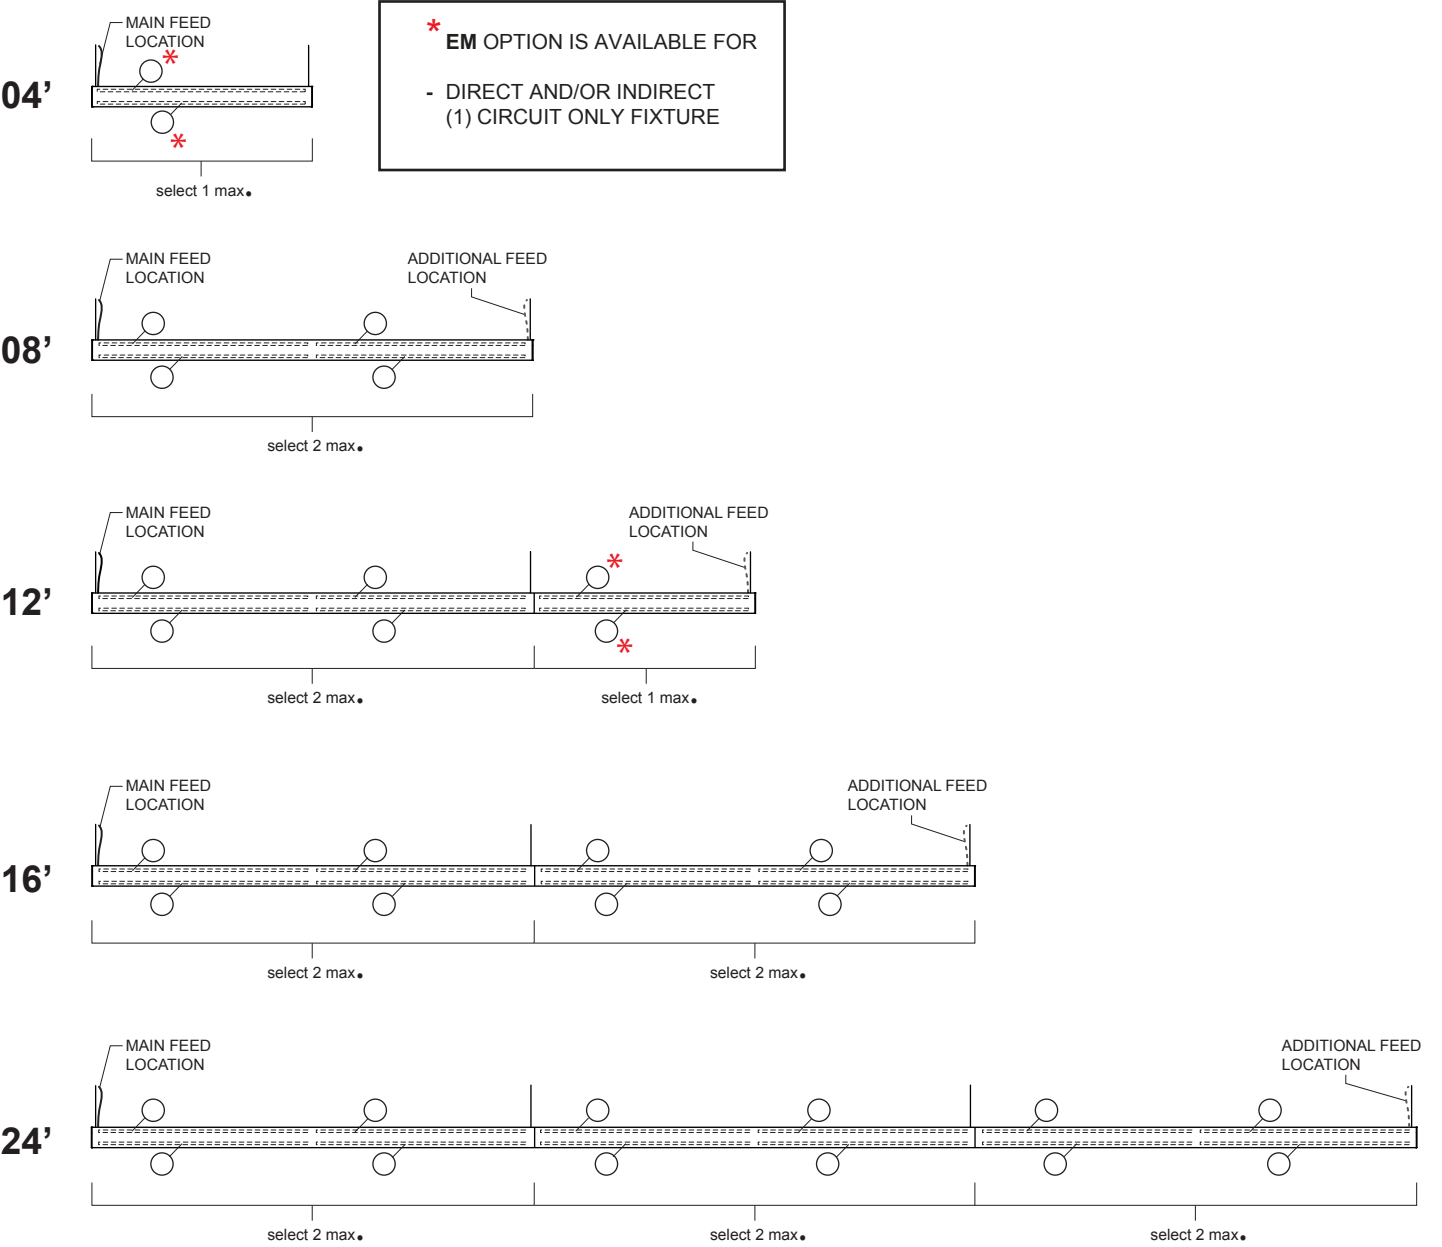 MAIN FEED
LOCATION
*
*
04’
select 1 max.
* EM OPTION IS AVAILABLE FOR
- DIRECT AND/OR INDIRECT
(1) CIRCUIT ONLY FIXTURE
MAIN FEED
LOCATION
ADDITIONAL FEED
LOCATION
08’
select 2 max.
MAIN FEED
LOCATION
ADDITIONAL FEED
LOCATION
*
*
12’
select 2 max.
select 1 max.
MAIN FEED
LOCATION
ADDITIONAL FEED
LOCATION
16’
select 2 max.
select 2 max.
MAIN FEED
LOCATION
ADDITIONAL FEED
LOCATION
24’
select 2 max.
select 2 max.
select 2 max.